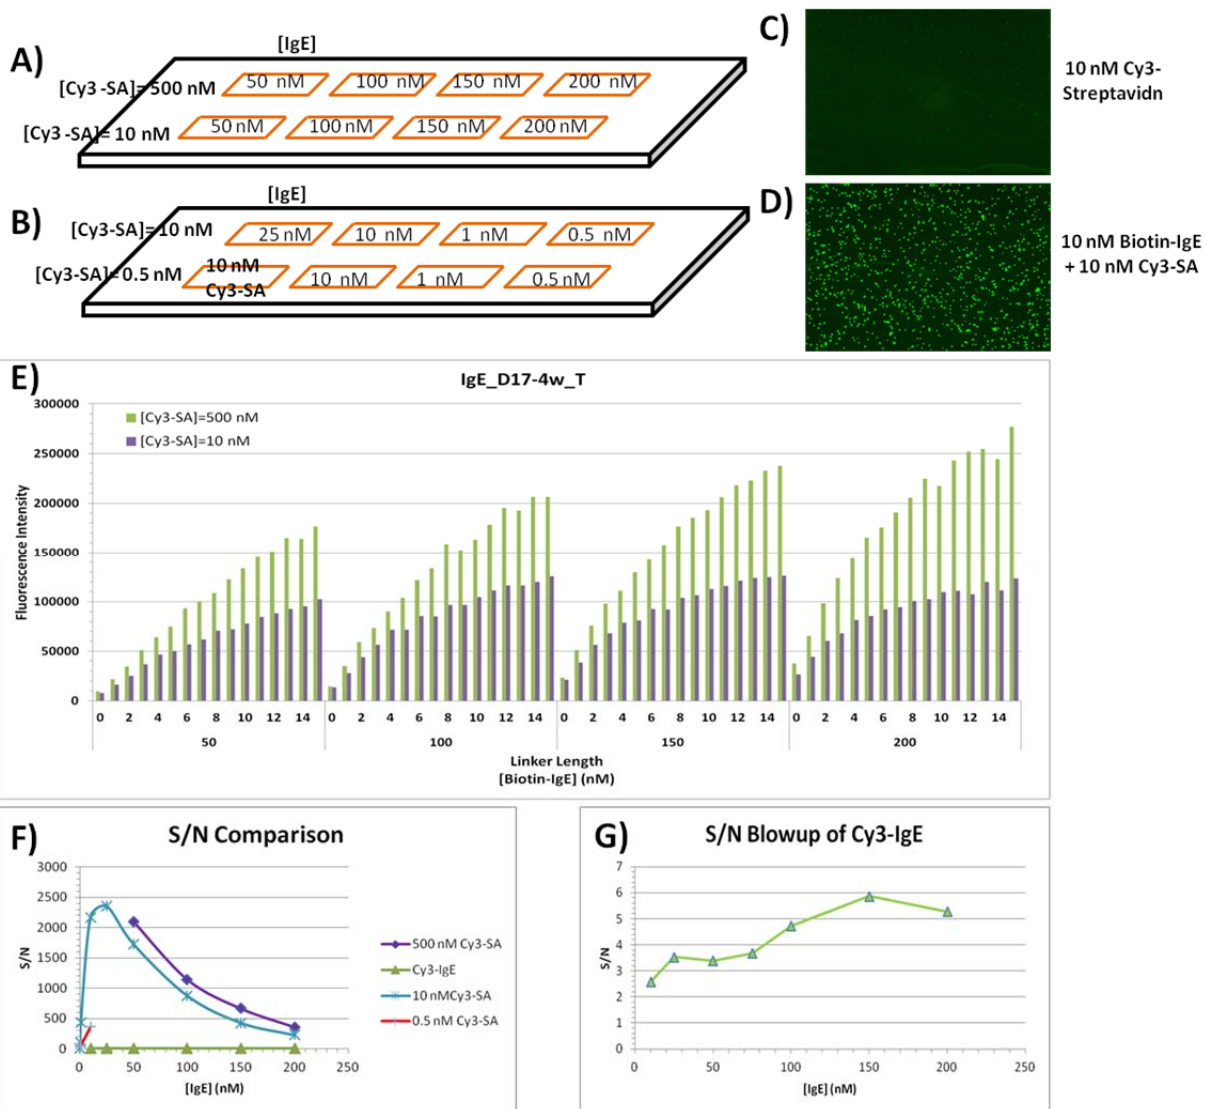 A)
[IgE]
[Cy3 -SA]= 500 nM
50 nM
100 nM
150 nM
200 nM
[Cy3 -SA]= 10 nM
50 nM
100 nM
150 nM
200 nM
B)
[IgE]
[Cy3-SA]= 10 nM
25 nM
10 nM
1 nM
0.5 nM
[Cy3-SA]= 0.5 nM
10 nM
Cy3-SA
10 nM
1 nM
0.5 nM
C)
10 nM Cy3-
Streptavidn
D)
10 nM Biotin-IgE
+ 10 nM Cy3-SA
E)
IgE_D17-4w_T
[Cy3-SA]=500 nM
[Cy3-SA]=10 nM
Fluorescence Intensity
300000
250000
200000
150000
100000
50000
0
0 2 4 6 8 10 12 14 0 2 4 6 8 10 12 14 0 2 4 6 8 10 12 14 0 2 4 6 8 10 12 14
50 100 150 200
Linker Length
[Biotin-IgE] (nM)
F)
S/N Comparison
S/N
3000
2500
2000
1500
1000
500
0
0 50 100 150 200 250
[IgE] (nM)
500 nM Cy3-SA
Cy3-IgE
10 nMCy3-SA
0.5 nM Cy3-SA
G)
S/N Blowup of Cy3-IgE
S/N
7
6
5
4
3
2
1
0
0 50 100 150 200 250
[IgE] (nM)